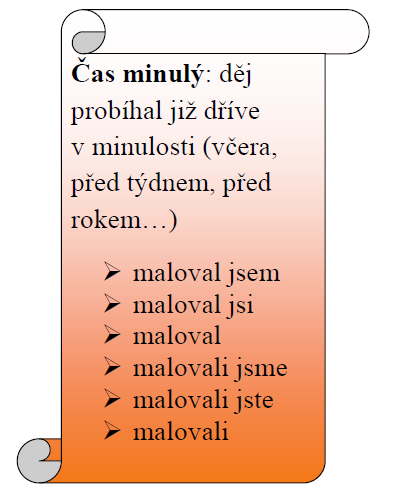 Čas minulý: děj
probíhal již dříve
v minulosti (včera,
před týdnem, před
rokem…)
➢ maloval jsem
➢ maloval jsi
➢ maloval
➢ malovali jsme
➢ malovali jste
➢ malovali